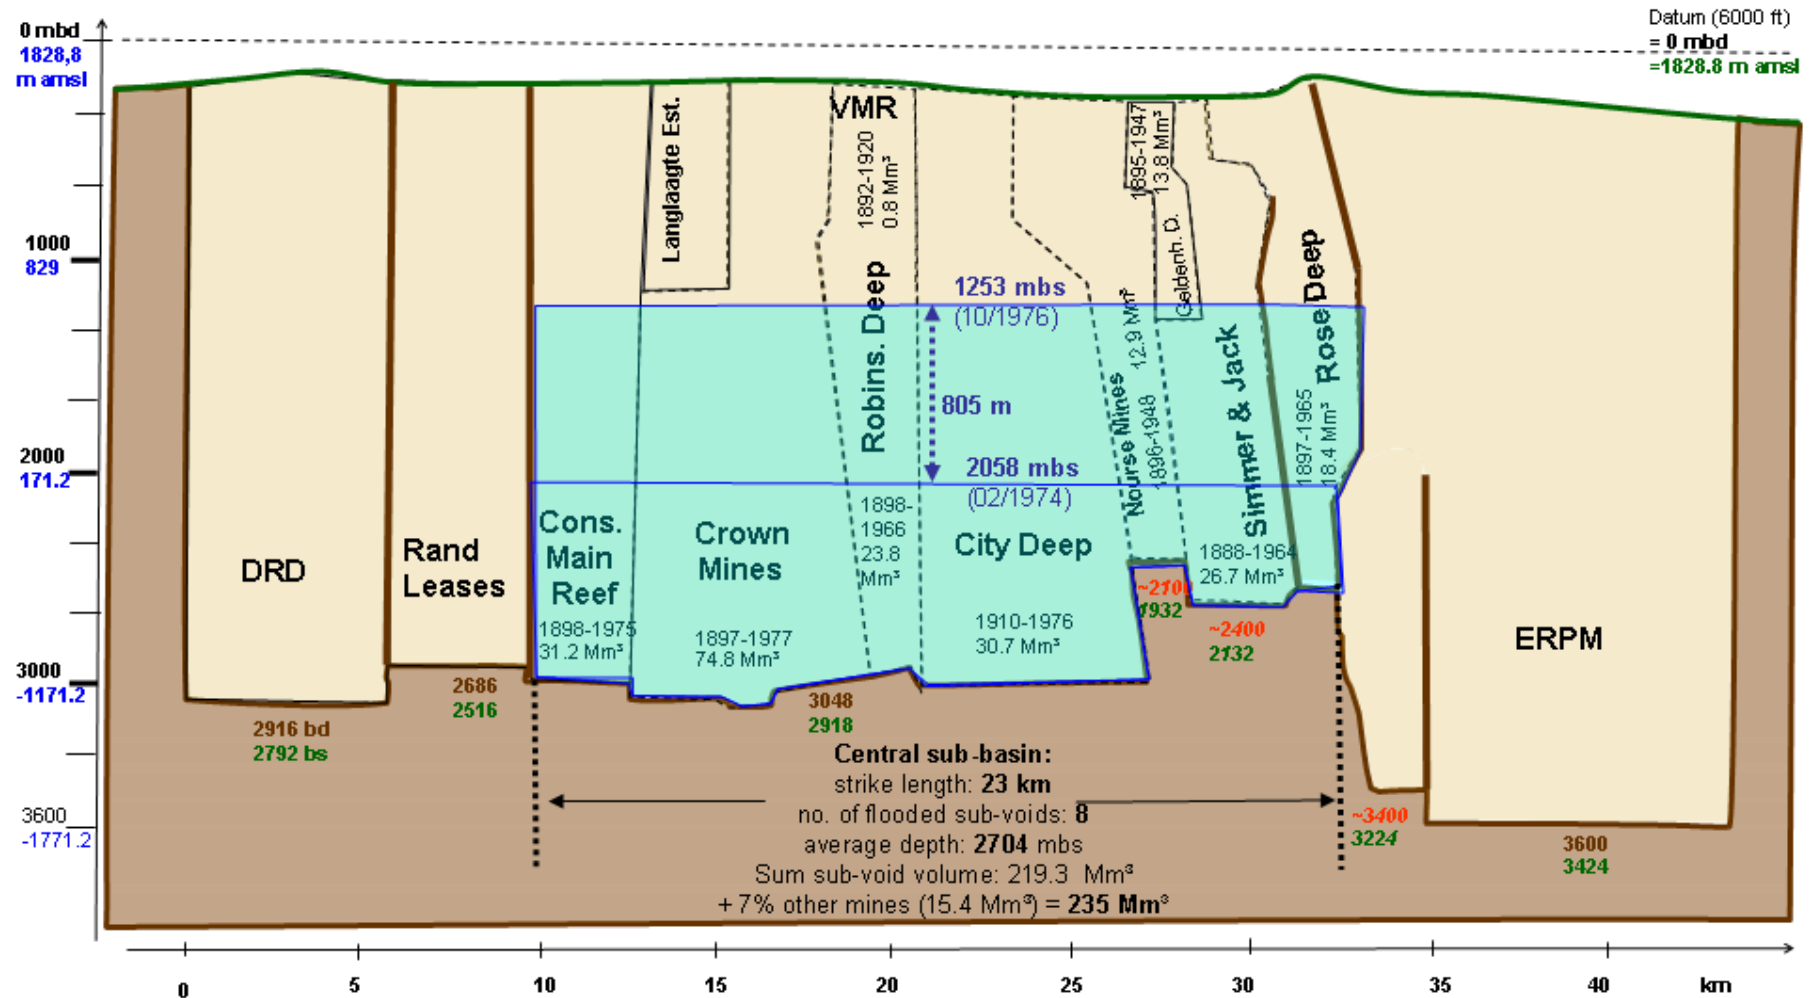 0 mbd
1828,8
m amsl
Datum (6000 ft)
= 0 mbd
=1828.8 m amsl
1000
829
2000
171.2
3000
-1171.2
3600
-1771.2
DRD
Rand
Leases
Cons.
Main
Reef
1898-1975
31.2 Mm³
Langlaagte Est.
Crown
Mines
1897-1977
74.8 Mm³
VMR
1892-1920
0.8 Mm³
Robins. Deep
1898-
1966
23.8
Mm³
1253 mbs
(10/1976)
805 m
2058 mbs
(02/1974)
City Deep
1910-1976
30.7 Mm³
Nourse Mines
1896-1948
12.9 Mm³
1895-1947
13.8 Mm³
Geldenh. D.
Simmer & Jack
1888-1964
26.7 Mm³
Rose Deep
1897-1965
18.4 Mm³
ERPM
2916 bd
2792 bs
2686
2516
3048
2918
~2100
1932
~2400
2132
~3400
3224
3600
3424
Central sub-basin:
strike length: 23 km
no. of flooded sub-voids: 8
average depth: 2704 mbs
Sum sub-void volume: 219.3 Mm³
+ 7% other mines (15.4 Mm³) = 235 Mm³
0 5 10 15 20 25 30 35 40 km